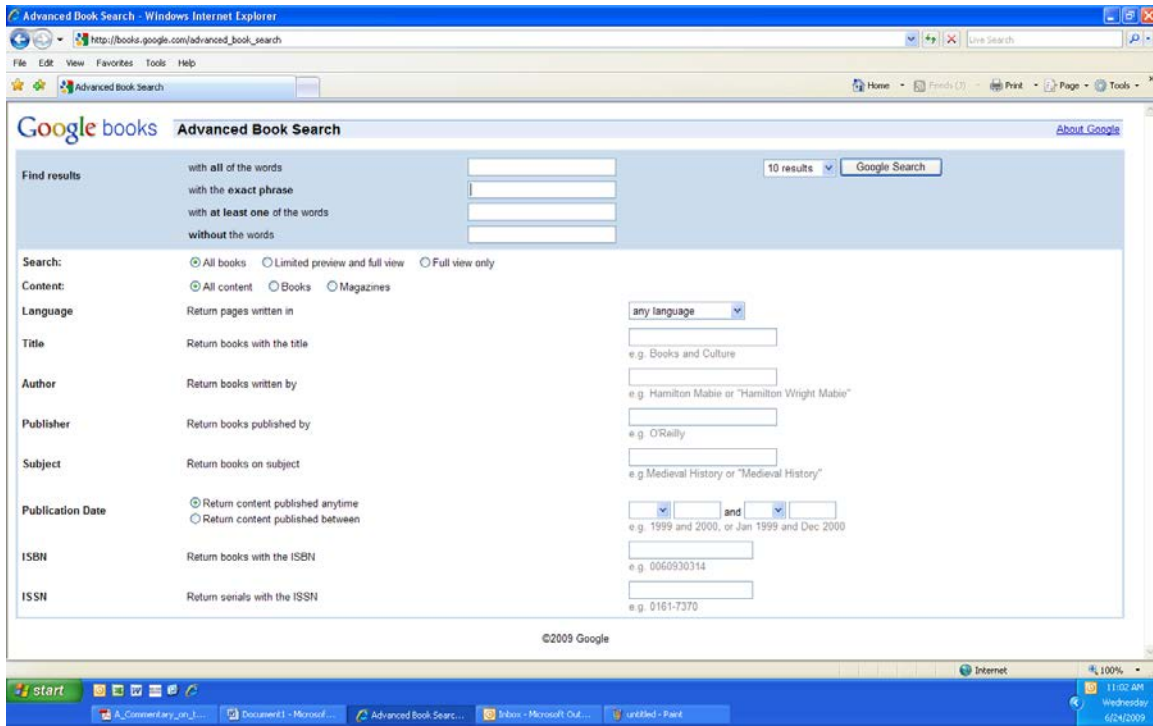 Advanced Book Search - Windows Internet Explorer
http://books.google.com/advanced_book_search
Live Search
File Edit View Favorites Tools Help
Advanced Book Search
Home Feeds (J) Print Page Tools
Google books Advanced Book Search About Google
Find results with all of the words 10 results Google Search
with the exact phrase
with at least one of the words
without the words
Search: All books Limited preview and full view Full view only
Content: All content Books Magazines
Language Return pages written in any language
Title Return books with the title
e.g. Books and Culture
Author Return books written by
e.g. Hamilton Mabie or "Hamilton Wright Mabie"
Publisher Return books published by
e.g. O'Reilly
Subject Return books on subject
e.g.Medieval History or "Medieval History"
Publication Date Return content published anytime
Return content published between and
e.g. 1999 and 2000, or Jan 1999 and Dec 2000
ISBN Return books with the ISBN
e.g. 0060930314
ISSN Return serials with the ISSN
e.g. 0161-7370
©2009 Google
Internet 100%
start 11:02 AM
A_Commentary_on_t... Document1 - Microsof... Advanced Book Searc... Inbox - Microsoft Out... untitled - Paint Wednesday
6/24/2009